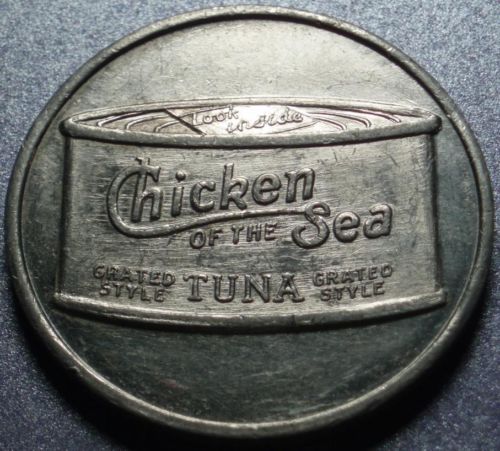 Look
inside
Chicken
OF THE Sea
GRATED STYLE TUNA GRATED STYLE